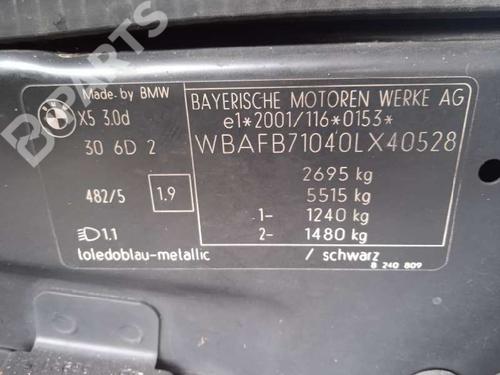 B-PARTS
BMW
Made by BMW
X5 3.0d
30 6D 2
482/5
1.9
1.1
toledoblau-metallic
BAYERISCHE MOTOREN WERKE AG
e1*2001/116*0153*
WBAFB71040LX40528
2695 kg
5515 kg
1- 1240 kg
2- 1480 kg
/ schwarz
8 240 809